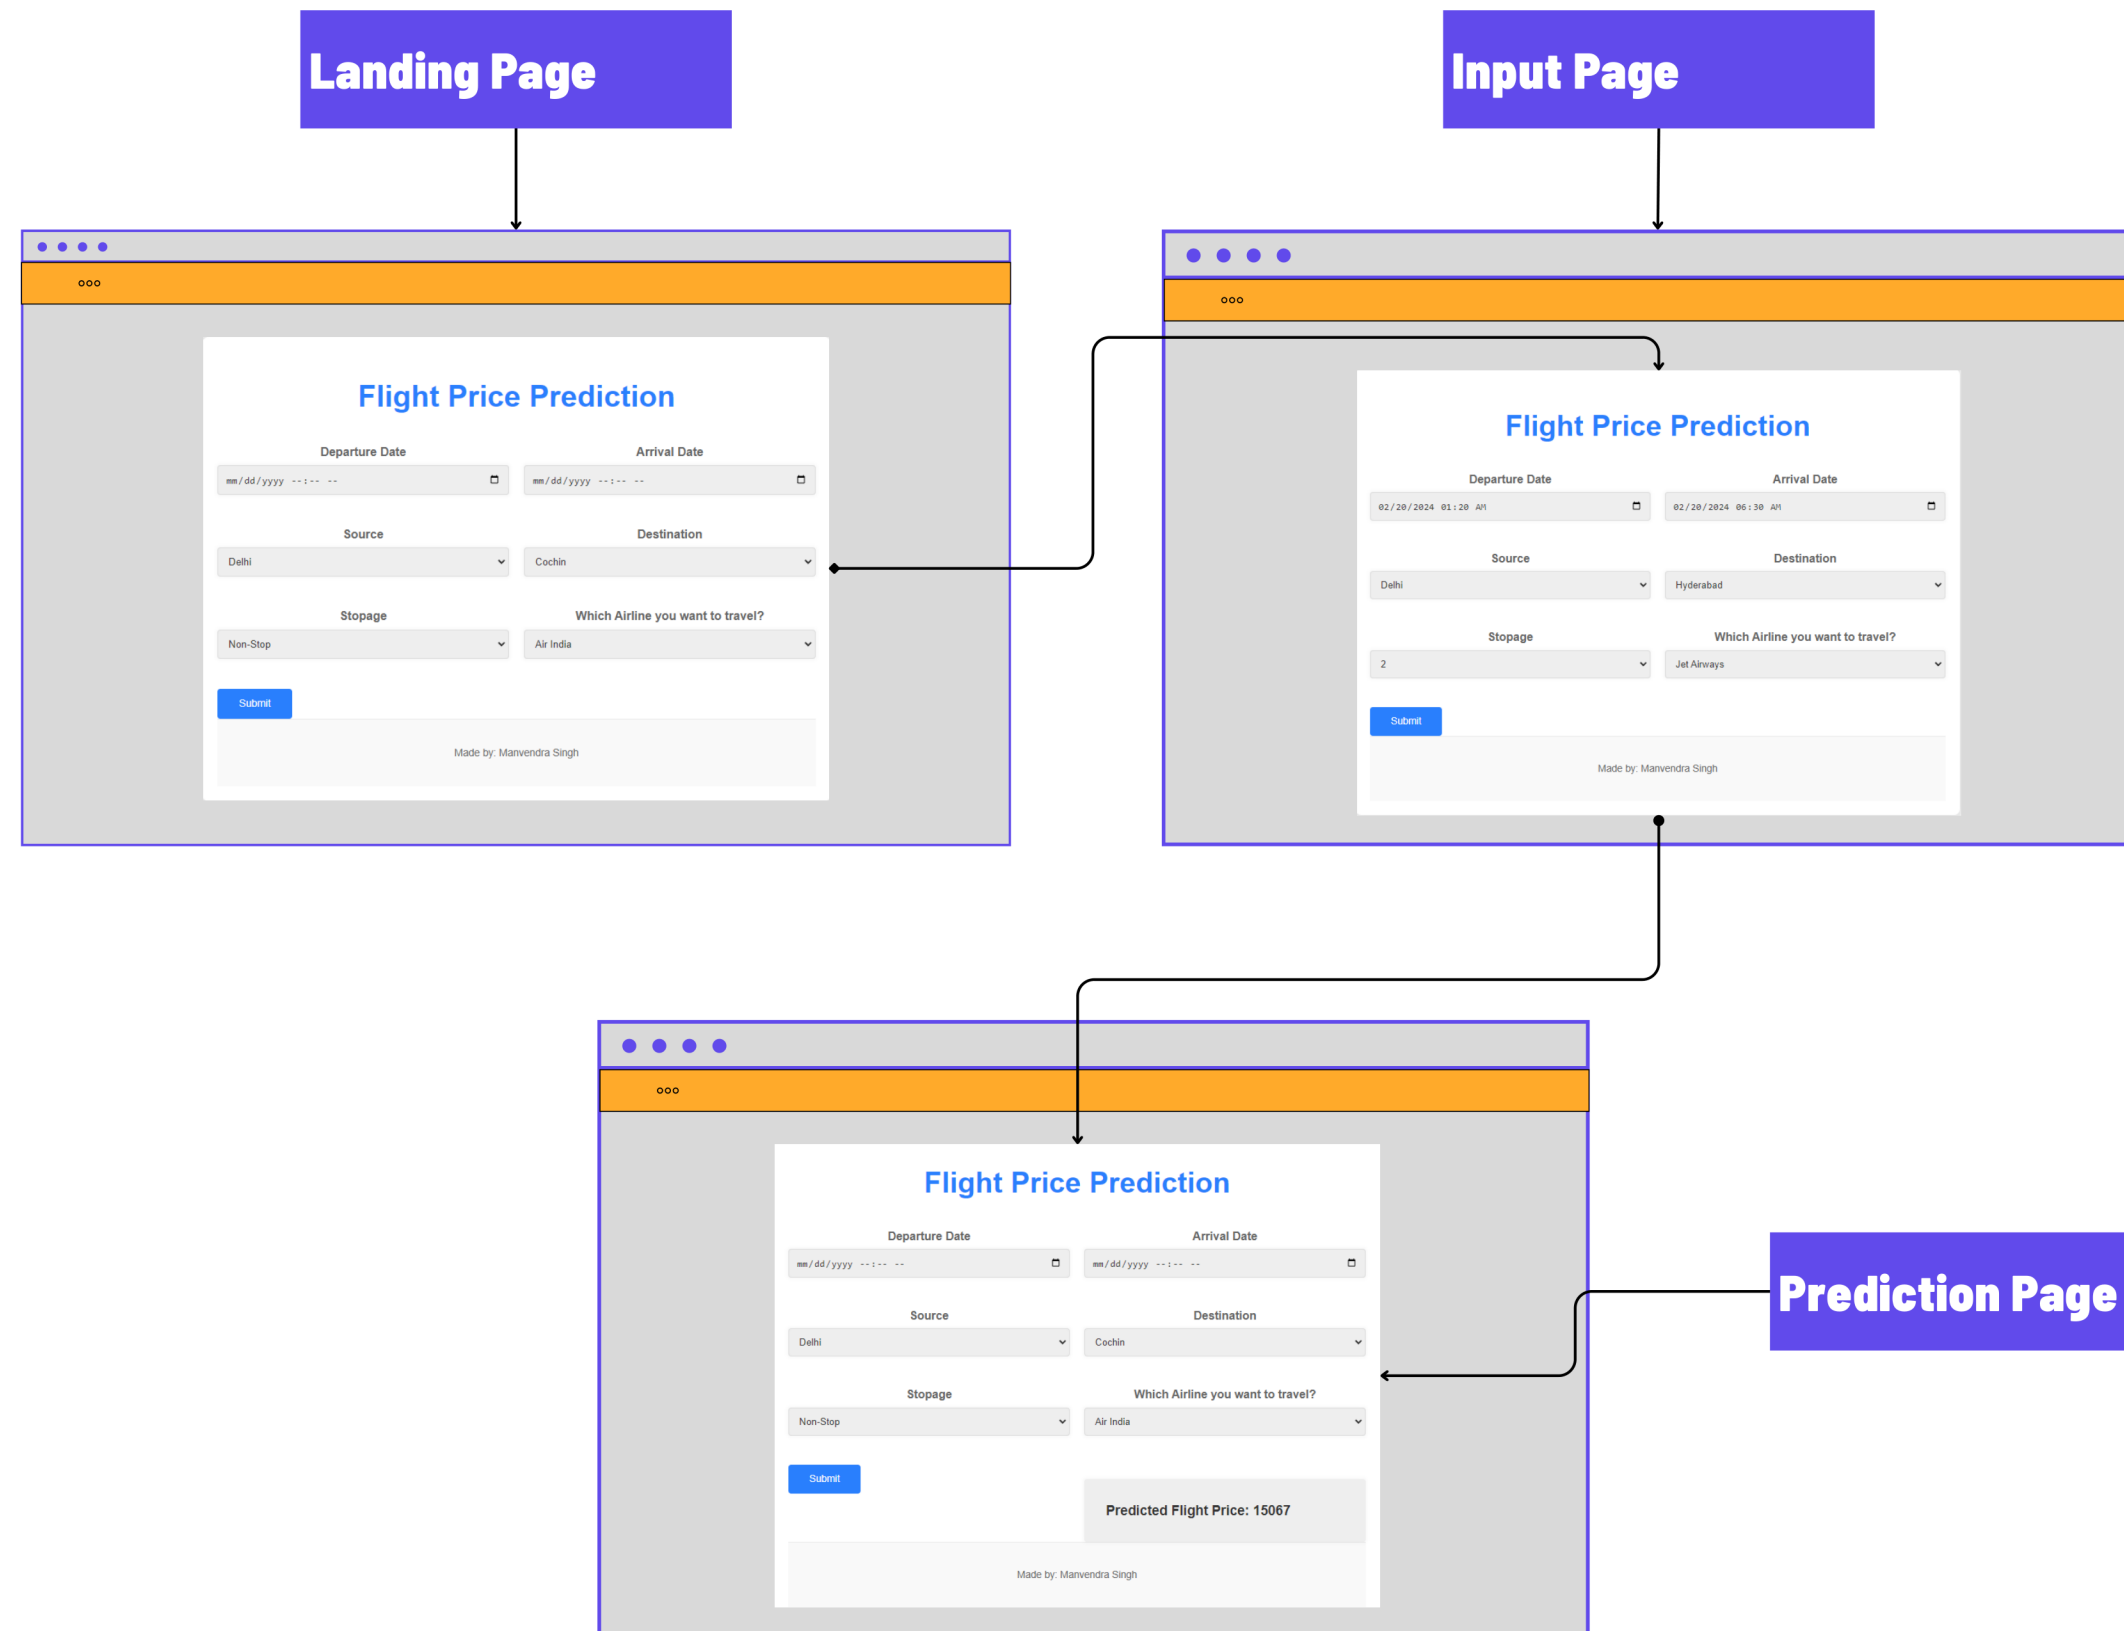 Landing Page
Input Page
Flight Price Prediction
Departure Date Arrival Date
mm/dd/yyyy --:-- -- mm/dd/yyyy --:-- --
Source Destination
Delhi Cochin
Stopage Which Airline you want to travel?
Non-Stop Air India
Submit
Made by: Manvendra Singh
Flight Price Prediction
Departure Date Arrival Date
02/20/2024 01:20 AM 02/20/2024 06:30 AM
Source Destination
Delhi Hyderabad
Stopage Which Airline you want to travel?
2 Jet Airways
Submit
Made by: Manvendra Singh
Flight Price Prediction
Departure Date Arrival Date
mm/dd/yyyy --:-- -- mm/dd/yyyy --:-- --
Source Destination
Delhi Cochin
Stopage Which Airline you want to travel?
Non-Stop Air India
Submit
Predicted Flight Price: 15067
Made by: Manvendra Singh
Prediction Page